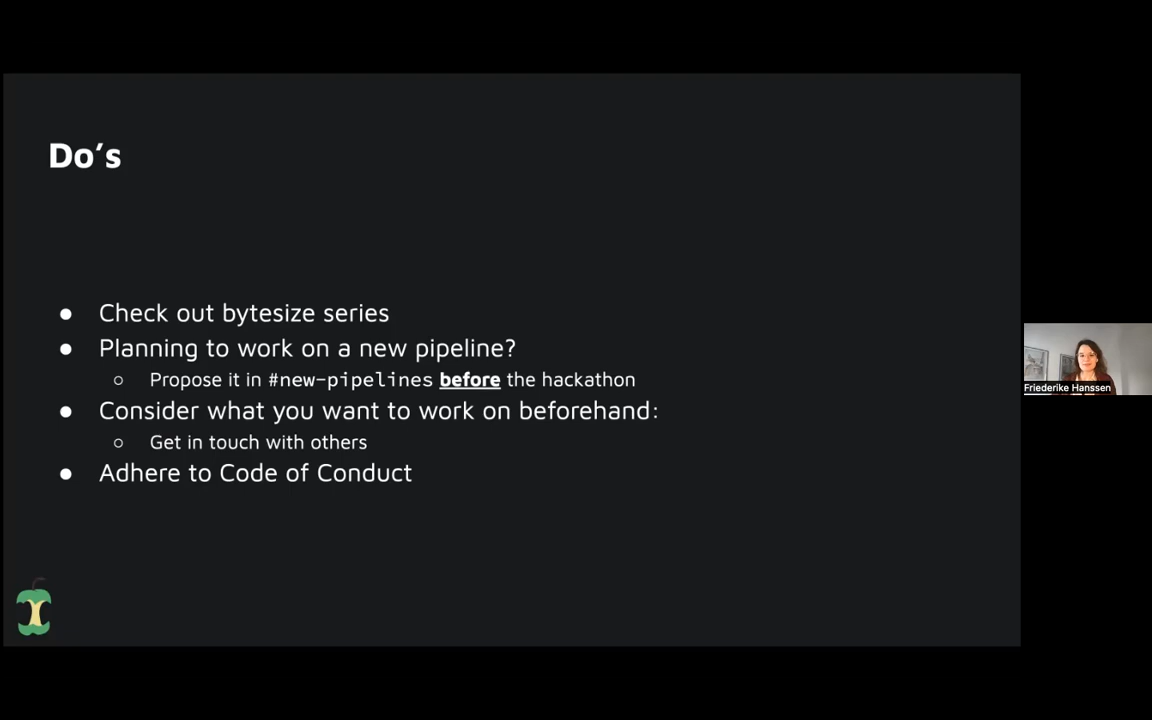 Do’s
● Check out bytesize series
● Planning to work on a new pipeline?
○ Propose it in #new-pipelines before the hackathon
● Consider what you want to work on beforehand:
○ Get in touch with others
● Adhere to Code of Conduct
Friederike Hanssen